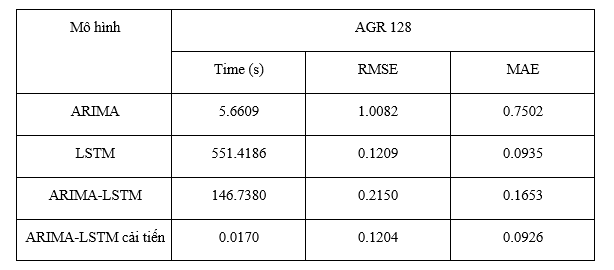 Mô hình AGR 128
Time (s) RMSE MAE
ARIMA 5.6609 1.0082 0.7502
LSTM 551.4186 0.1209 0.0935
ARIMA-LSTM 146.7380 0.2150 0.1653
ARIMA-LSTM cải tiến 0.0170 0.1204 0.0926